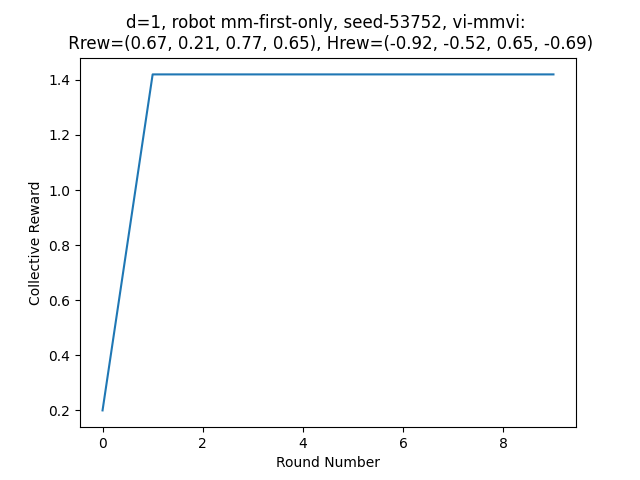 d=1, robot mm-first-only, seed-53752, vi-mmvi:
Rrew=(0.67, 0.21, 0.77, 0.65), Hrew=(-0.92, -0.52, 0.65, -0.69)
1.4
1.2
1.0
0.8
0.6
0.4
0.2
Collective Reward
0 2 4 6 8
Round Number